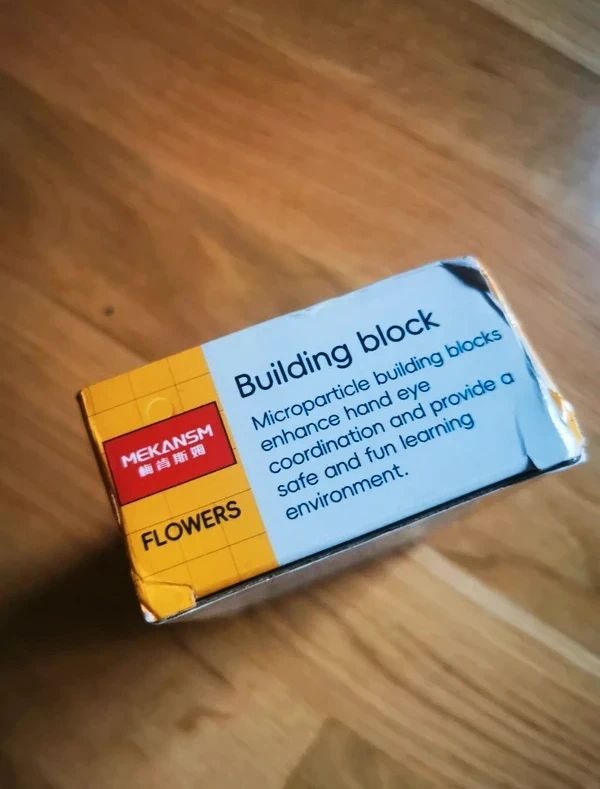 MEKANSM
梅肯斯姆
FLOWERS
Building block
Microparticle building blocks
enhance hand eye
coordination and provide a
safe and fun learning
environment.